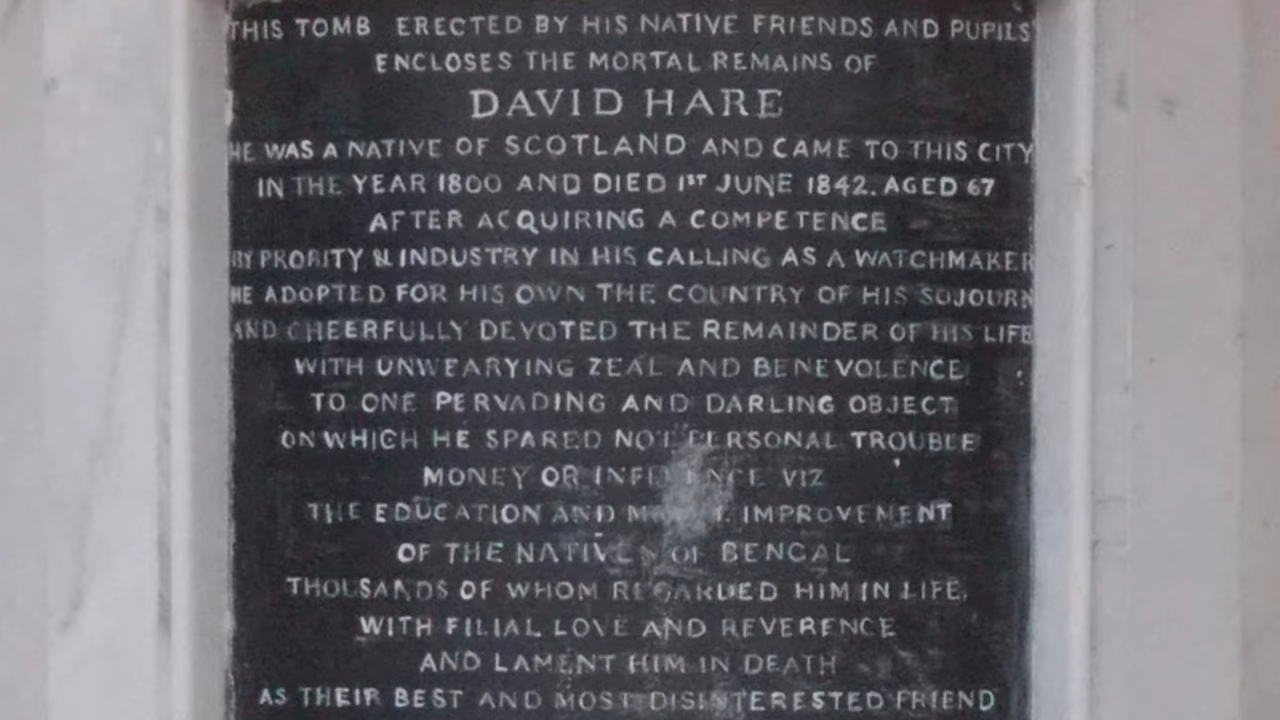 THIS TOMB ERECTED BY HIS NATIVE FRIENDS AND PUPILS
ENCLOSES THE MORTAL REMAINS OF
DAVID HARE
HE WAS A NATIVE OF SCOTLAND AND CAME TO THIS CITY
IN THE YEAR 1800 AND DIED 1ST JUNE 1842. AGED 67
AFTER ACQUIRING A COMPETENCE
BY PROBITY & INDUSTRY IN HIS CALLING AS A WATCHMAKER
HE ADOPTED FOR HIS OWN THE COUNTRY OF HIS SOJOURN
AND CHEERFULLY DEVOTED THE REMAINDER OF HIS LIFE
WITH UNWEARYING ZEAL AND BENEVOLENCE
TO ONE PERVADING AND DARLING OBJECT
ON WHICH HE SPARED NOT PERSONAL TROUBLE
MONEY OR INFLUENCE VIZ
THE EDUCATION AND IMPROVEMENT
OF THE NATIVES OF BENCAL
THOUSANDS OF WHOM REGARDED HIM IN LIFE,
WITH FILIAL LOVE AND REVERENCE
AND LAMENT HIM IN DEATH
AS THEIR BEST AND MOST DISINTERESTED FRIEND